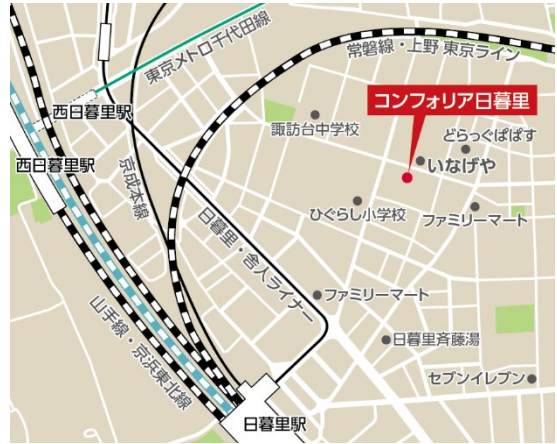 東京メトロ千代田線
常磐線・上野 東京ライン
コンフォリア日暮里
西日暮里駅
諏訪台中学校
どらっぐぱぱす
いなげや
西日暮里駅
京成本線
ひぐらし小学校
ファミリーマート
日暮里・舎人ライナー
ファミリーマート
山手線・京浜東北線
日暮里斉藤湯
セブンイレブン
日暮里駅